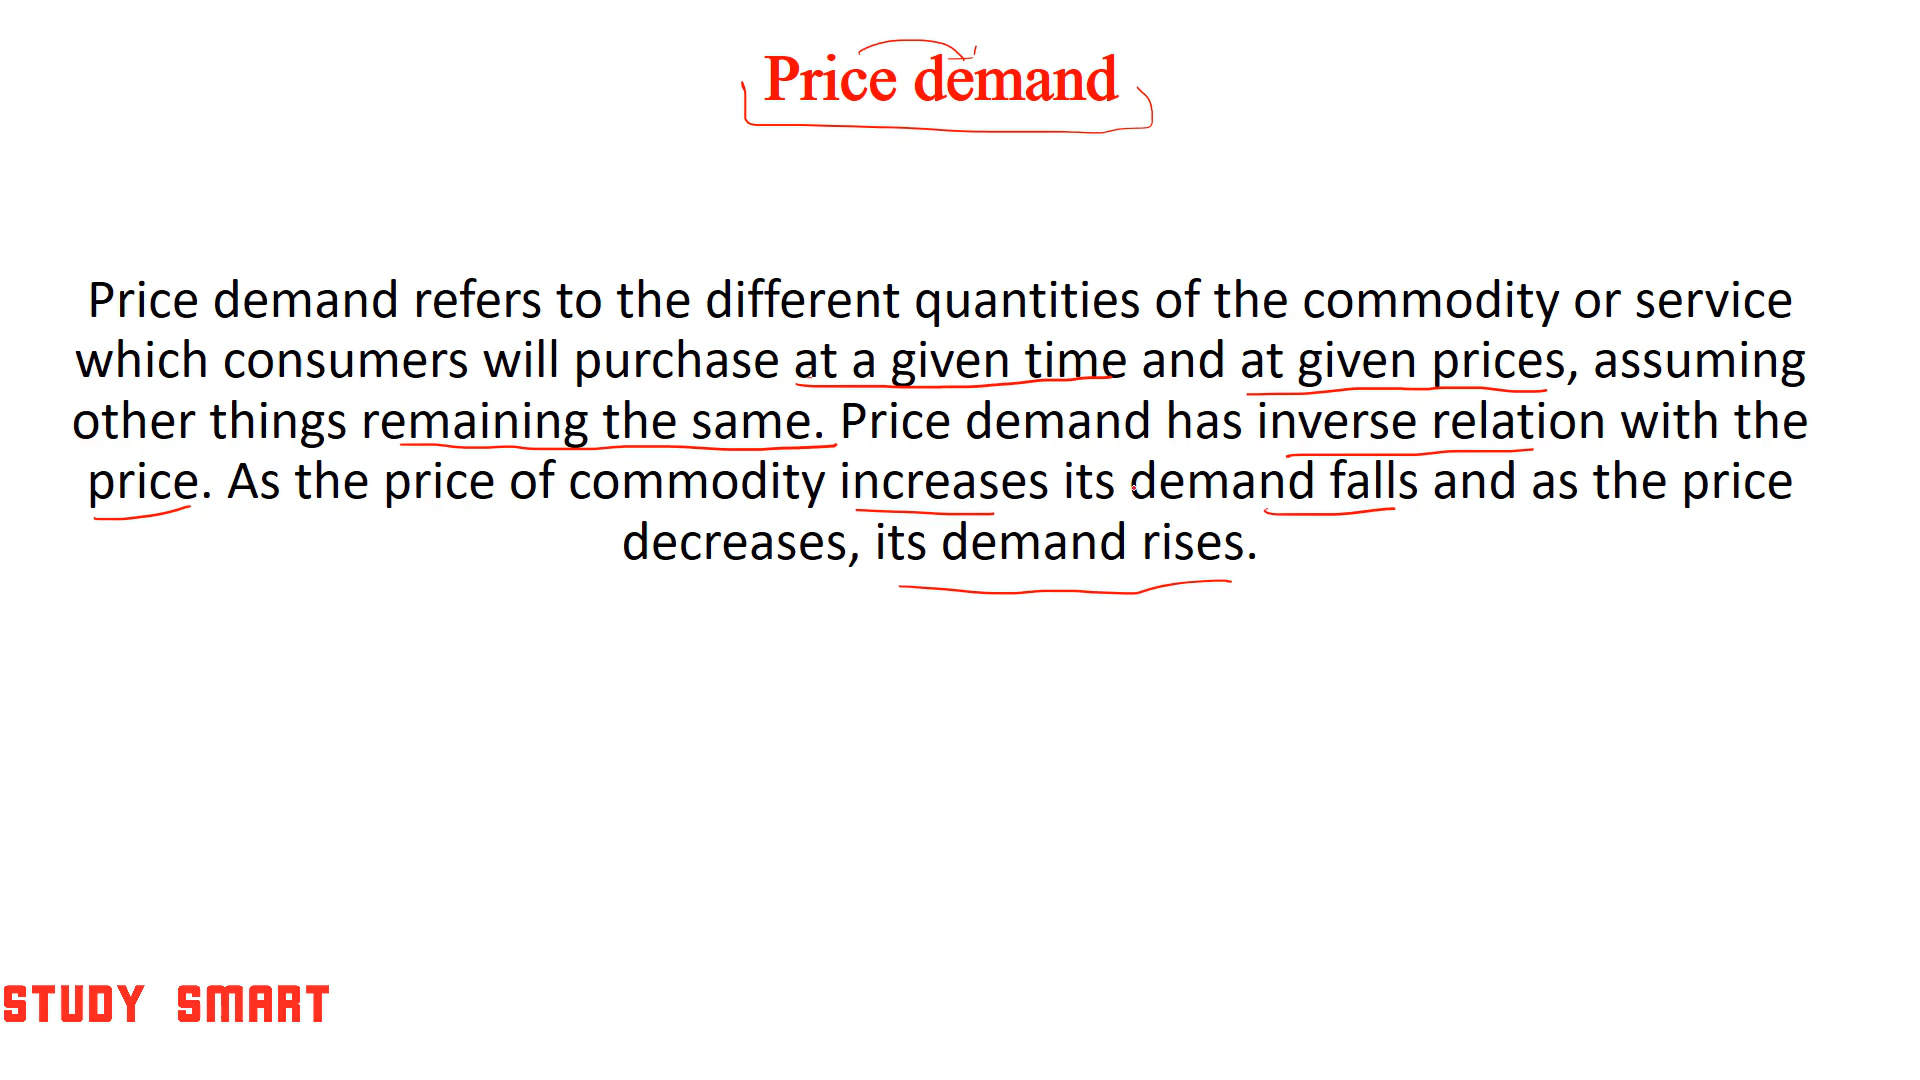 Price demand
Price demand refers to the different quantities of the commodity or service
which consumers will purchase at a given time and at given prices, assuming
other things remaining the same. Price demand has inverse relation with the
price. As the price of commodity increases its demand falls and as the price
decreases, its demand rises.
STUDY SMART